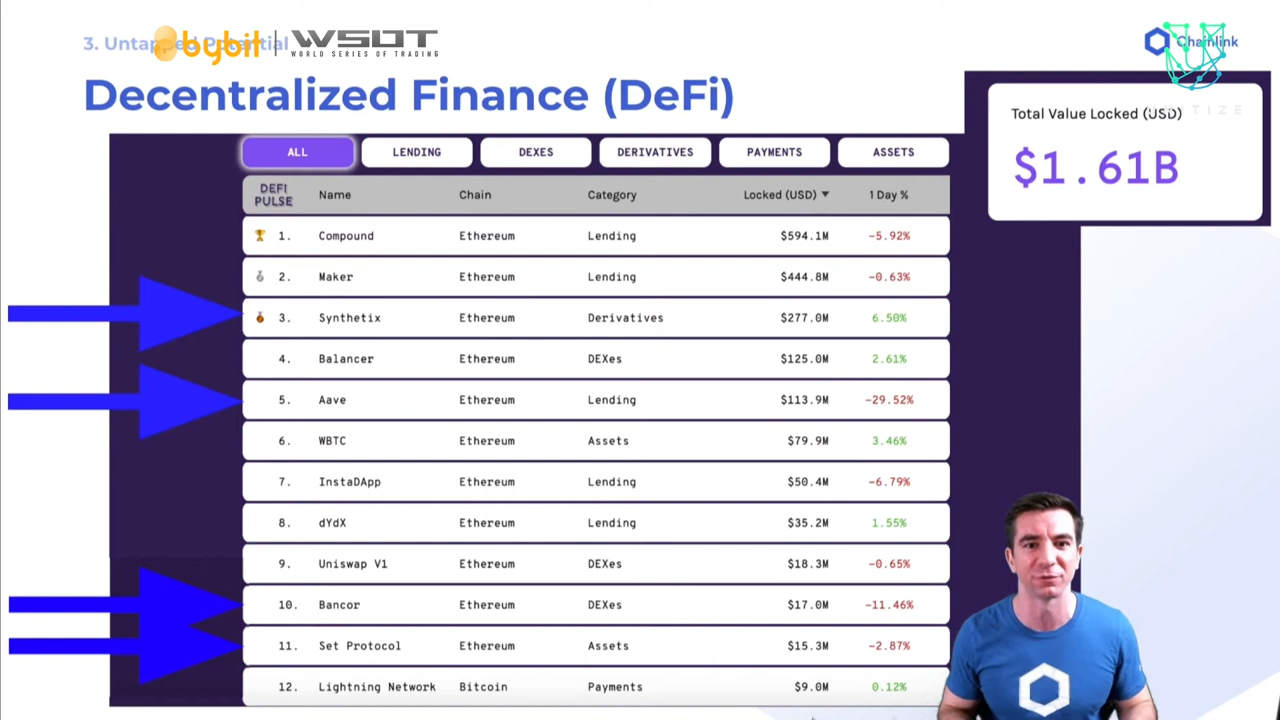 3. Untapped Potential
bybit | WSOT
WORLD SERIES OF TRADING
Chainlink
UNITIZE
Decentralized Finance (DeFi)
Total Value Locked (USD)
$1.61B
ALL LENDING DEXES DERIVATIVES PAYMENTS ASSETS
DEFI PULSE Name Chain Category Locked (USD) ▼ 1 Day %
1. Compound Ethereum Lending $594.1M -5.92%
2. Maker Ethereum Lending $444.8M -0.63%
3. Synthetix Ethereum Derivatives $277.0M 6.50%
4. Balancer Ethereum DEXes $125.0M 2.61%
5. Aave Ethereum Lending $113.9M -29.52%
6. WBTC Ethereum Assets $79.9M 3.46%
7. InstaDApp Ethereum Lending $50.4M -6.79%
8. dYdX Ethereum Lending $35.2M 1.55%
9. Uniswap V1 Ethereum DEXes $18.3M -0.65%
10. Bancor Ethereum DEXes $17.0M -11.46%
11. Set Protocol Ethereum Assets $15.3M -2.87%
12. Lightning Network Bitcoin Payments $9.0M 0.12%